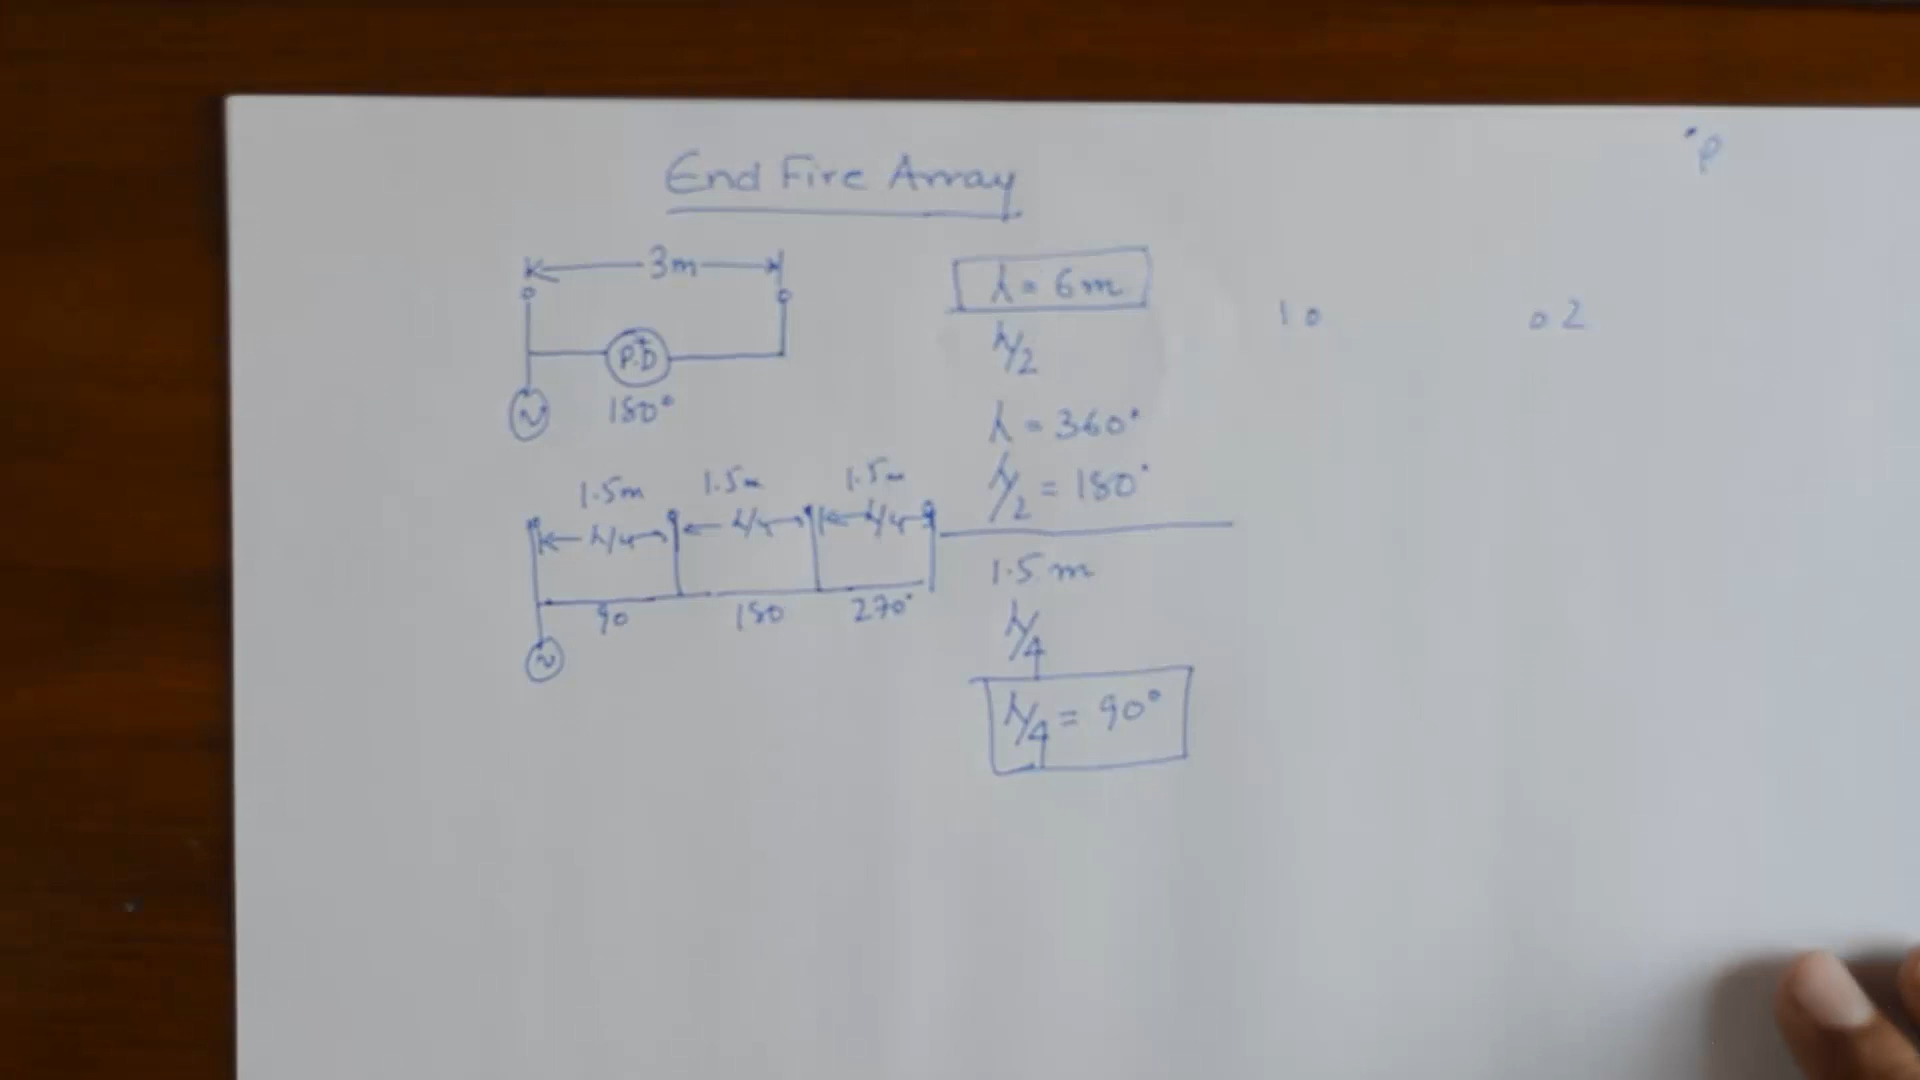 End Fire Array
P
3m
P.D
180°
λ = 6m
λ/2
λ = 360°
λ/2 = 180°
1 2
1.5m 1.5m 1.5m
λ/4 λ/4 λ/4
90 180 270°
1.5 m
λ/4
λ/4 = 90°